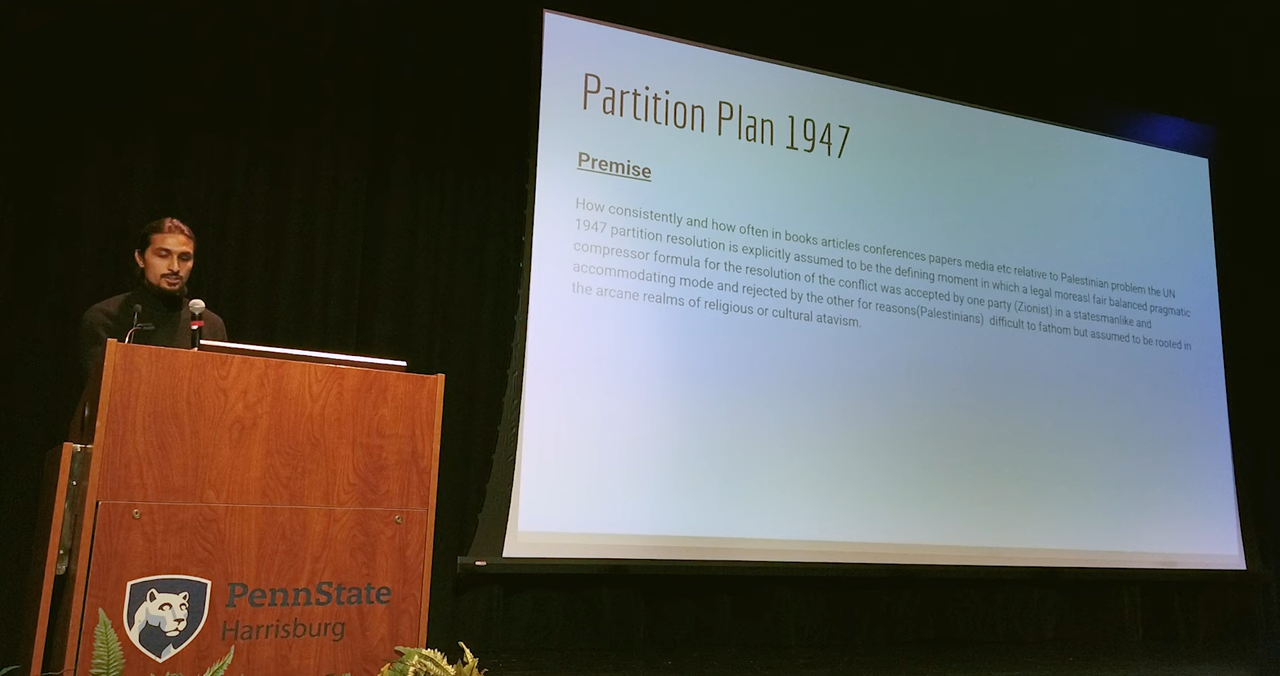 Partition Plan 1947
Premise
How consistently and how often in books articles conferences papers media etc relative to Palestinian problem the UN
1947 partition resolution is explicitly assumed to be the defining moment in which a legal moreasl fair balanced pragmatic
compressor formula for the resolution of the conflict was accepted by one party (Zionist) in a statesmanlike and
accommodating mode and rejected by the other for reasons(Palestinians) difficult to fathom but assumed to be rooted in
the arcane realms of religious or cultural atavism.
PennState
Harrisburg